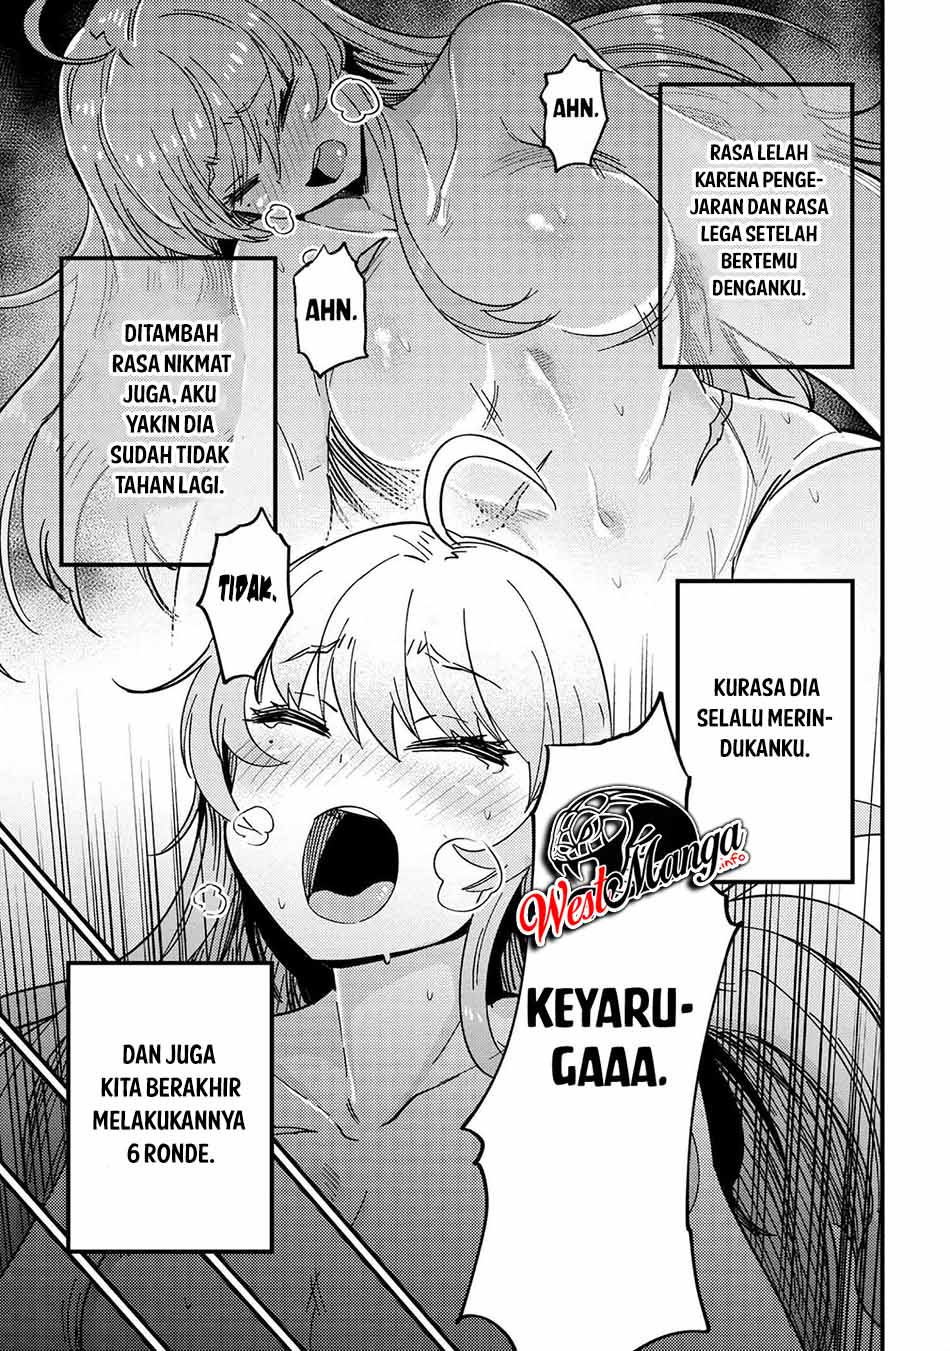 RASA LELAH
KARENA PENGE-
JARAN DAN RASA
LEGA SETELAH
BERTEMU
DENGANKU.
AHN.
AHN.
DITAMBAH
RASA NIKMAT
JUGA, AKU
YAKIN DIA
SUDAH TIDAK
TAHAN LAGI.
TIDAK.
KURASA DIA
SELALU MERIN-
DUKANKU.
WestManga
.info
KEYARU-
GAAA.
DAN JUGA
KITA BERAKHIR
MELAKUKANNYA
6 RONDE.